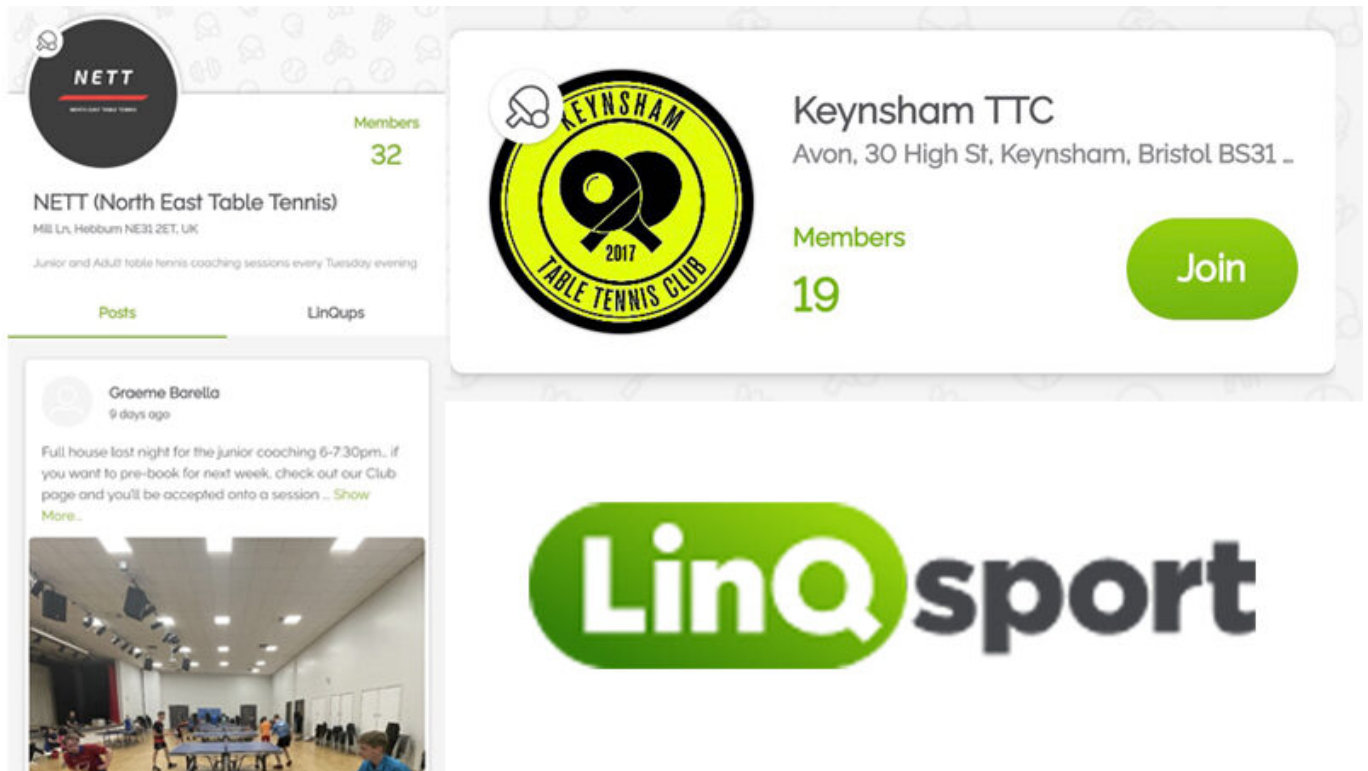 NETT
NORTH EAST TABLE TENNIS
Members
32
NETT (North East Table Tennis)
Mill Ln, Hebburn NE31 2ET, UK
Junior and Adult table tennis coaching sessions every Tuesday evening
Posts
LinQups
Graeme Barella
9 days ago
Full house last night for the junior coaching 6-7:30pm... if
you want to pre-book for next week, check out our Club
page and you'll be accepted onto a session ... Show
More...
KEYNSHAM
2017
TABLE TENNIS CLUB
Keynsham TTC
Avon, 30 High St, Keynsham, Bristol BS31 ...
Members
19
Join
LinQsport